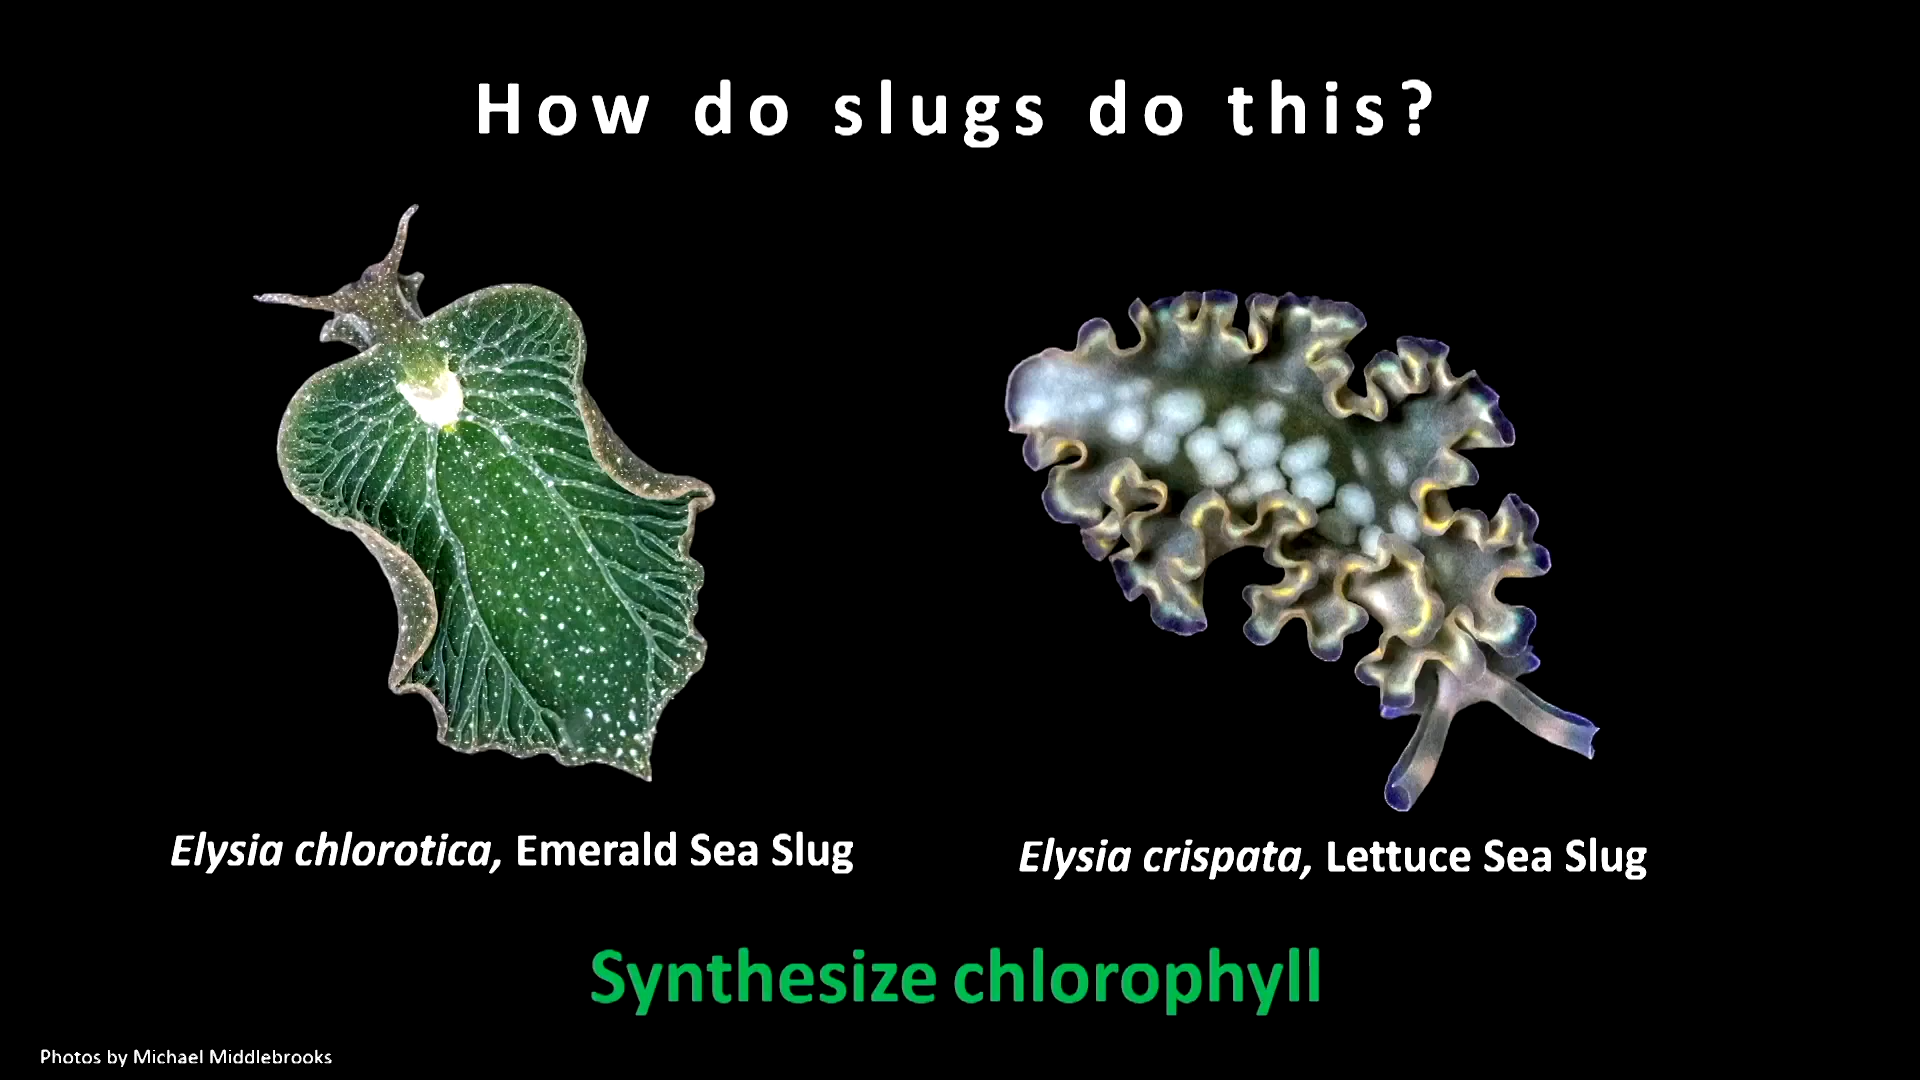 How do slugs do this?
Elysia chlorotica, Emerald Sea Slug
Elysia crispata, Lettuce Sea Slug
Synthesize chlorophyll
Photos by Michael Middlebrooks